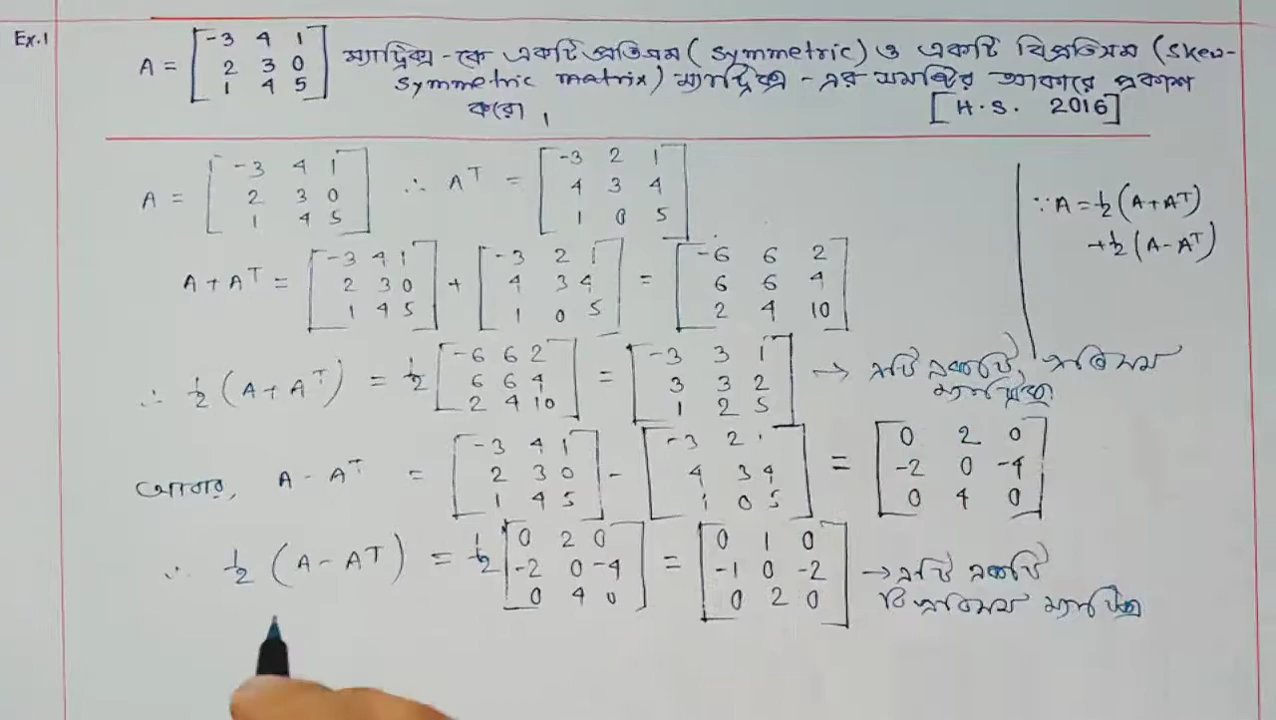 Ex.1
A = [-3 4 1; 2 3 0; 1 4 5] ম্যাট্রিক্স-কে একটি প্রতিসম (symmetric) ও একটি বিপ্রতিসম (skew-
symmetric matrix) ম্যাট্রিক্স-এর সমষ্টির আকারে প্রকাশ
করো।
[H.S. 2016]
A = [-3 4 1; 2 3 0; 1 4 5] ∴ Aᵀ = [-3 2 1; 4 3 4; 1 0 5]
∵ A = ½(A+Aᵀ)
+½(A-Aᵀ)
A+Aᵀ = [-3 4 1; 2 3 0; 1 4 5] + [-3 2 1; 4 3 4; 1 0 5] = [-6 6 2; 6 6 4; 2 4 10]
∴ ½(A+Aᵀ) = ½[-6 6 2; 6 6 4; 2 4 10] = [-3 3 1; 3 3 2; 1 2 5] → এটি একটি প্রতিসম
ম্যাট্রিক্স
আবার, A-Aᵀ = [-3 4 1; 2 3 0; 1 4 5] - [-3 2 1; 4 3 4; 1 0 5] = [0 2 0; -2 0 -4; 0 4 0]
∴ ½(A-Aᵀ) = ½[0 2 0; -2 0 -4; 0 4 0] = [0 1 0; -1 0 -2; 0 2 0] → এটি একটি
বিপ্রতিসম ম্যাট্রিক্স